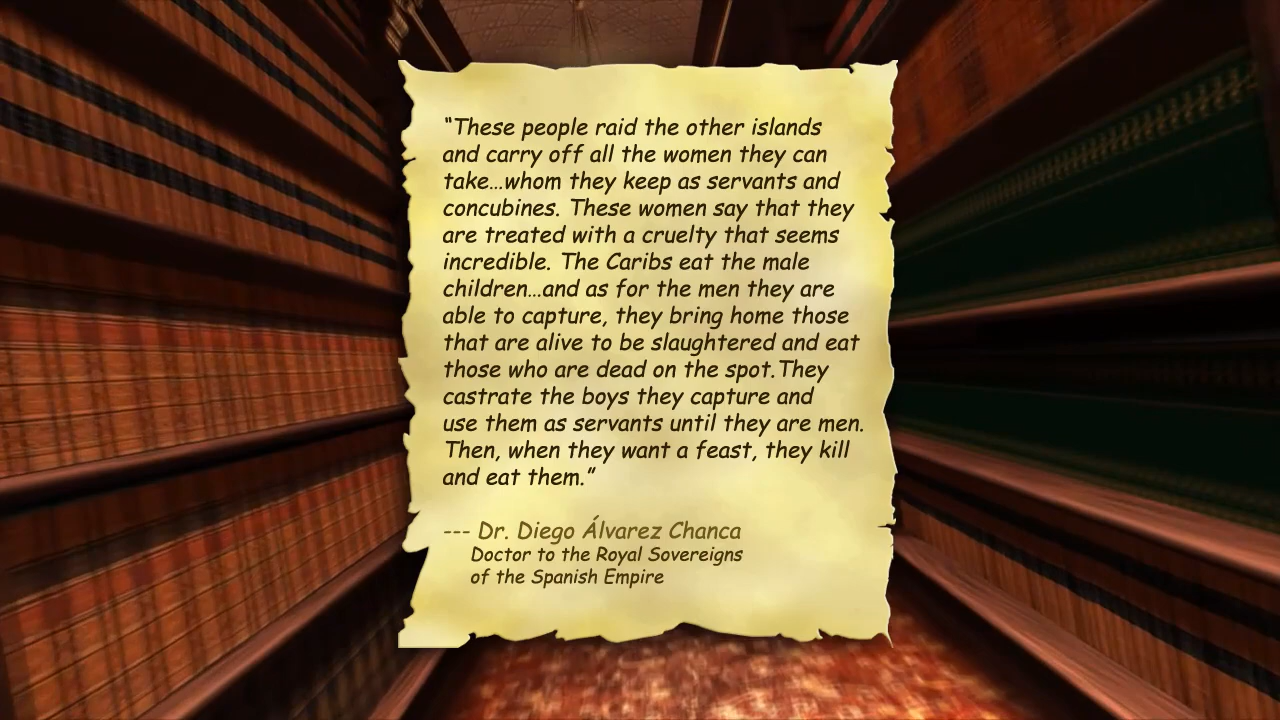 “These people raid the other islands
and carry off all the women they can
take...whom they keep as servants and
concubines. These women say that they
are treated with a cruelty that seems
incredible. The Caribs eat the male
children...and as for the men they are
able to capture, they bring home those
that are alive to be slaughtered and eat
those who are dead on the spot.They
castrate the boys they capture and
use them as servants until they are men.
Then, when they want a feast, they kill
and eat them.”
--- Dr. Diego Álvarez Chanca
Doctor to the Royal Sovereigns
of the Spanish Empire